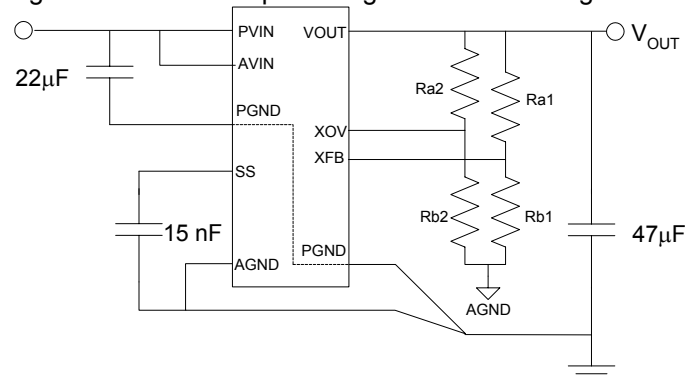 PVIN
VOUT
V OUT
AVIN
22μF
Ra2
Ra1
PGND
XOV
XFB
SS
15 nF
Rb2
Rb1
47μF
PGND
AGND
AGND